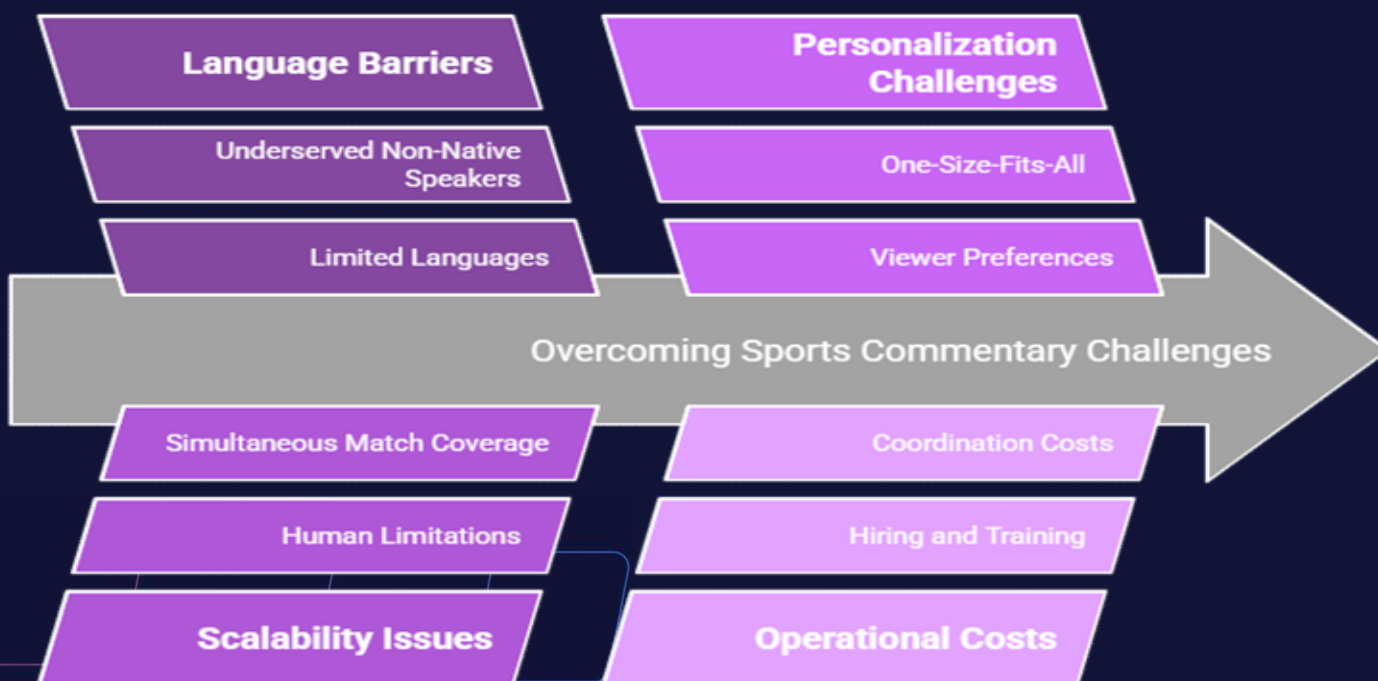 Language Barriers
Underserved Non-Native
Speakers
Limited Languages
Personalization
Challenges
One-Size-Fits-All
Viewer Preferences
Overcoming Sports Commentary Challenges
Simultaneous Match Coverage
Human Limitations
Scalability Issues
Coordination Costs
Hiring and Training
Operational Costs